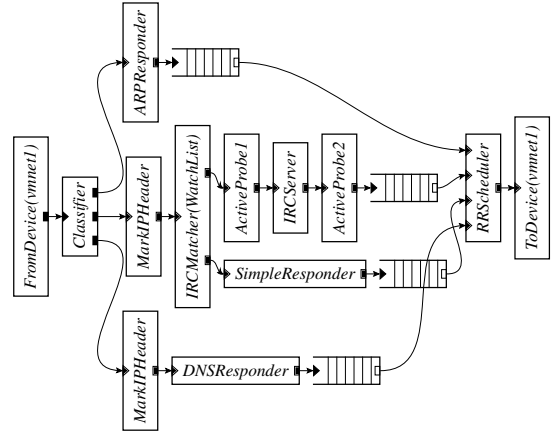 FromDevice(vmnet1)
Classifier
ARPResponder
MarkIPHeader
MarkIPHeader
IRCMatcher(WatchList)
DNSResponder
ActiveProbe1
SimpleResponder
IRCServer
ActiveProbe2
RRScheduler
ToDevice(vmnet1)